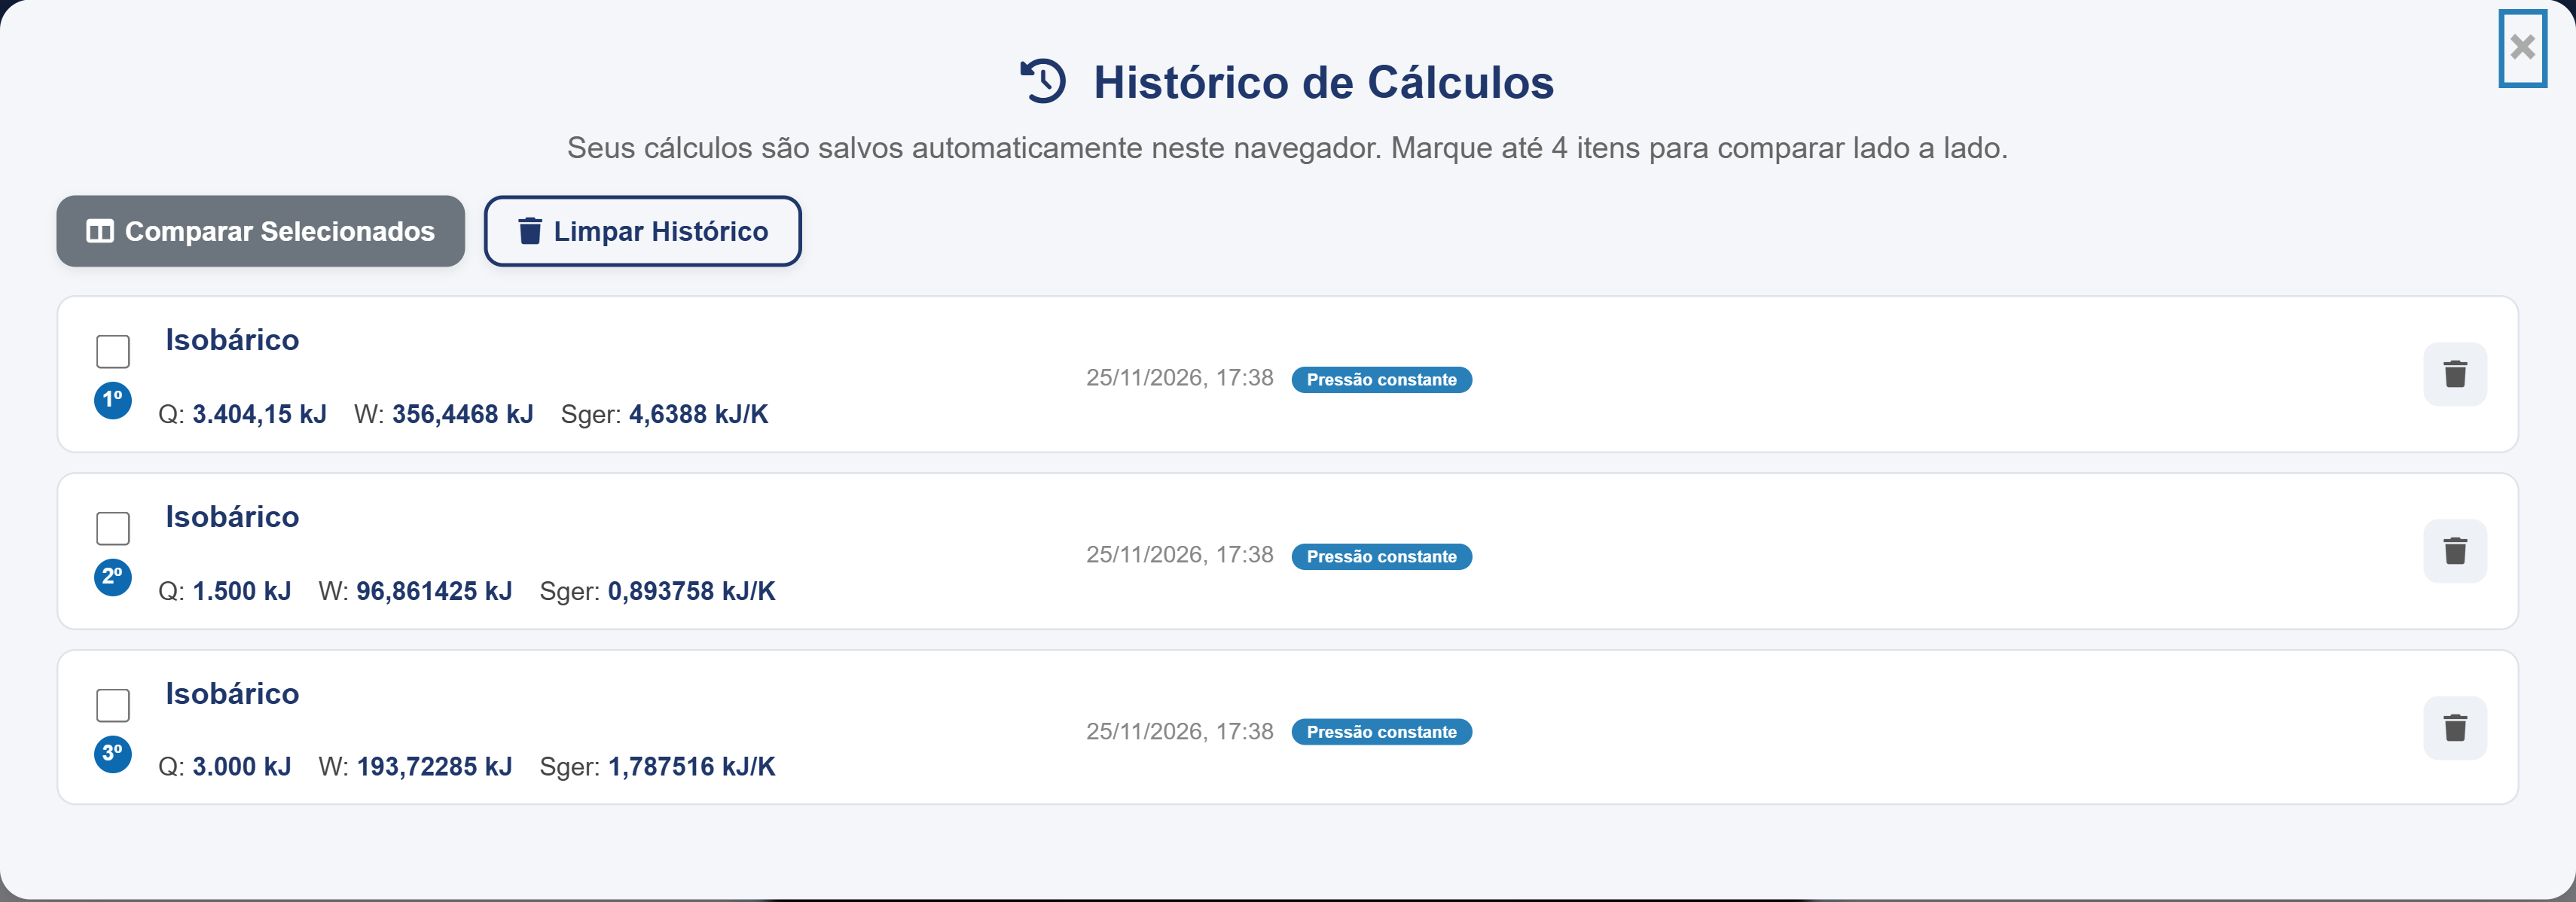 Histórico de Cálculos
Seus cálculos são salvos automaticamente neste navegador. Marque até 4 itens para comparar lado a lado.
Comparar Selecionados
Limpar Histórico
Isobárico
1º
25/11/2026, 17:38 Pressão constante
Q: 3.404,15 kJ W: 356,4468 kJ Sger: 4,6388 kJ/K
Isobárico
2º
25/11/2026, 17:38 Pressão constante
Q: 1.500 kJ W: 96,861425 kJ Sger: 0,893758 kJ/K
Isobárico
3º
25/11/2026, 17:38 Pressão constante
Q: 3.000 kJ W: 193,72285 kJ Sger: 1,787516 kJ/K